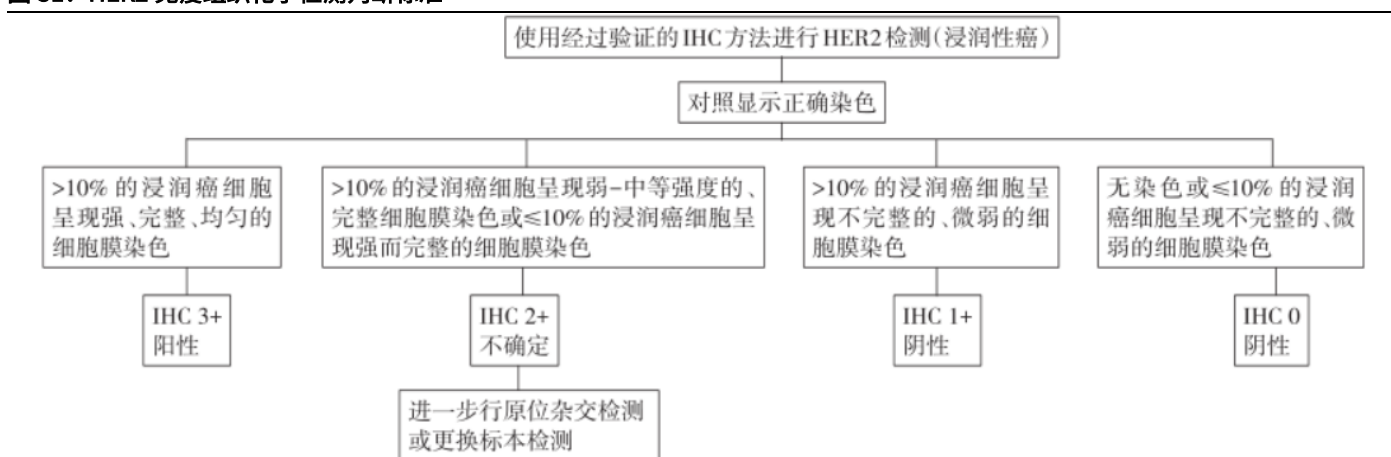 使用经过验证的IHC方法进行HER2检测(浸润性癌)
对照显示正确染色
>10%的浸润癌细胞
呈现强、完整、均匀的
细胞膜染色
>10%的浸润癌细胞呈现弱-中等强度的、
完整细胞膜染色或≤10%的浸润癌细胞呈
现强而完整的细胞膜染色
>10%的浸润癌细胞呈
现不完整的、微弱的细
胞膜染色
无染色或≤10%的浸润
癌细胞呈现不完整的、微
弱的细胞膜染色
IHC 3+
阳性
IHC 2+
不确定
IHC 1+
阴性
IHC 0
阴性
进一步行原位杂交检测
或更换标本检测